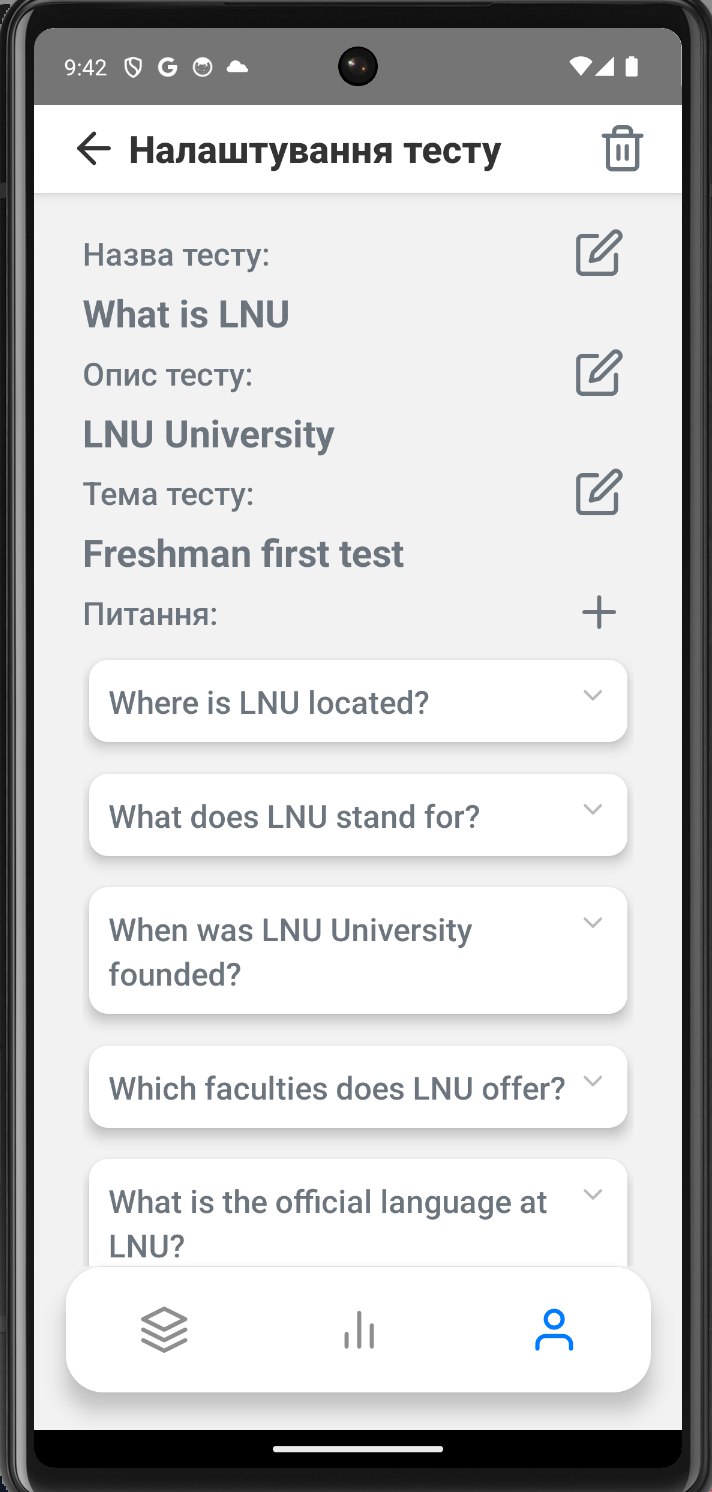 9:42
Налаштування тесту
Назва тесту:
What is LNU
Опис тесту:
LNU University
Тема тесту:
Freshman first test
Питання:
Where is LNU located?
What does LNU stand for?
When was LNU University
founded?
Which faculties does LNU offer?
What is the official language at
LNU?